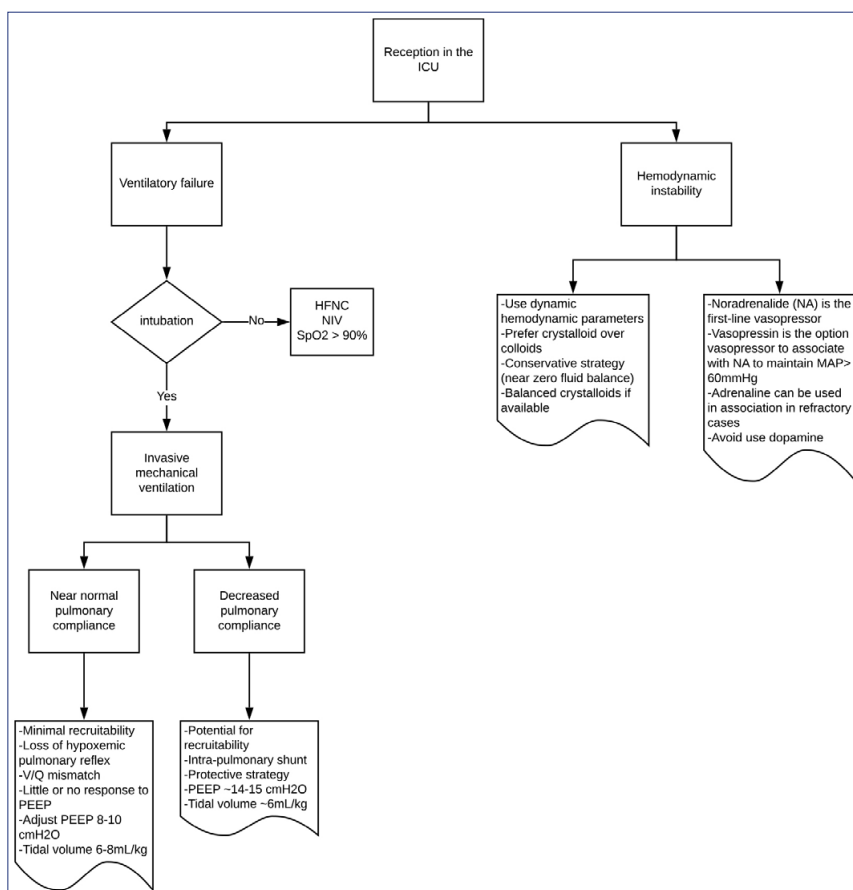 Reception in the
ICU
Ventilatory failure
Hemodynamic
instability
intubation
No
HFNC
NIV
SpO2 > 90%
-Use dynamic
hemodynamic parameters
-Prefer crystalloid over
colloids
-Conservative strategy
(near zero fluid balance)
-Balanced crystalloids if
available
-Noradrenalide (NA) is the
first-line vasopressor
-Vasopressin is the option
vasopressor to associate
with NA to maintain MAP>
60mmHg
-Adrenaline can be used
in association in refractory
cases
-Avoid use dopamine
Yes
Invasive
mechanical
ventilation
Near normal
pulmonary
compliance
Decreased
pulmonary
compliance
-Minimal recruitability
-Loss of hypoxemic
pulmonary reflex
-V/Q mismatch
-Little or no response to
PEEP
-Adjust PEEP 8-10
cmH2O
-Tidal volume 6-8mL/kg
-Potential for
recruitability
-Intra-pulmonary shunt
-Protective strategy
-PEEP ~14-15 cmH2O
-Tidal volume ~6mL/kg